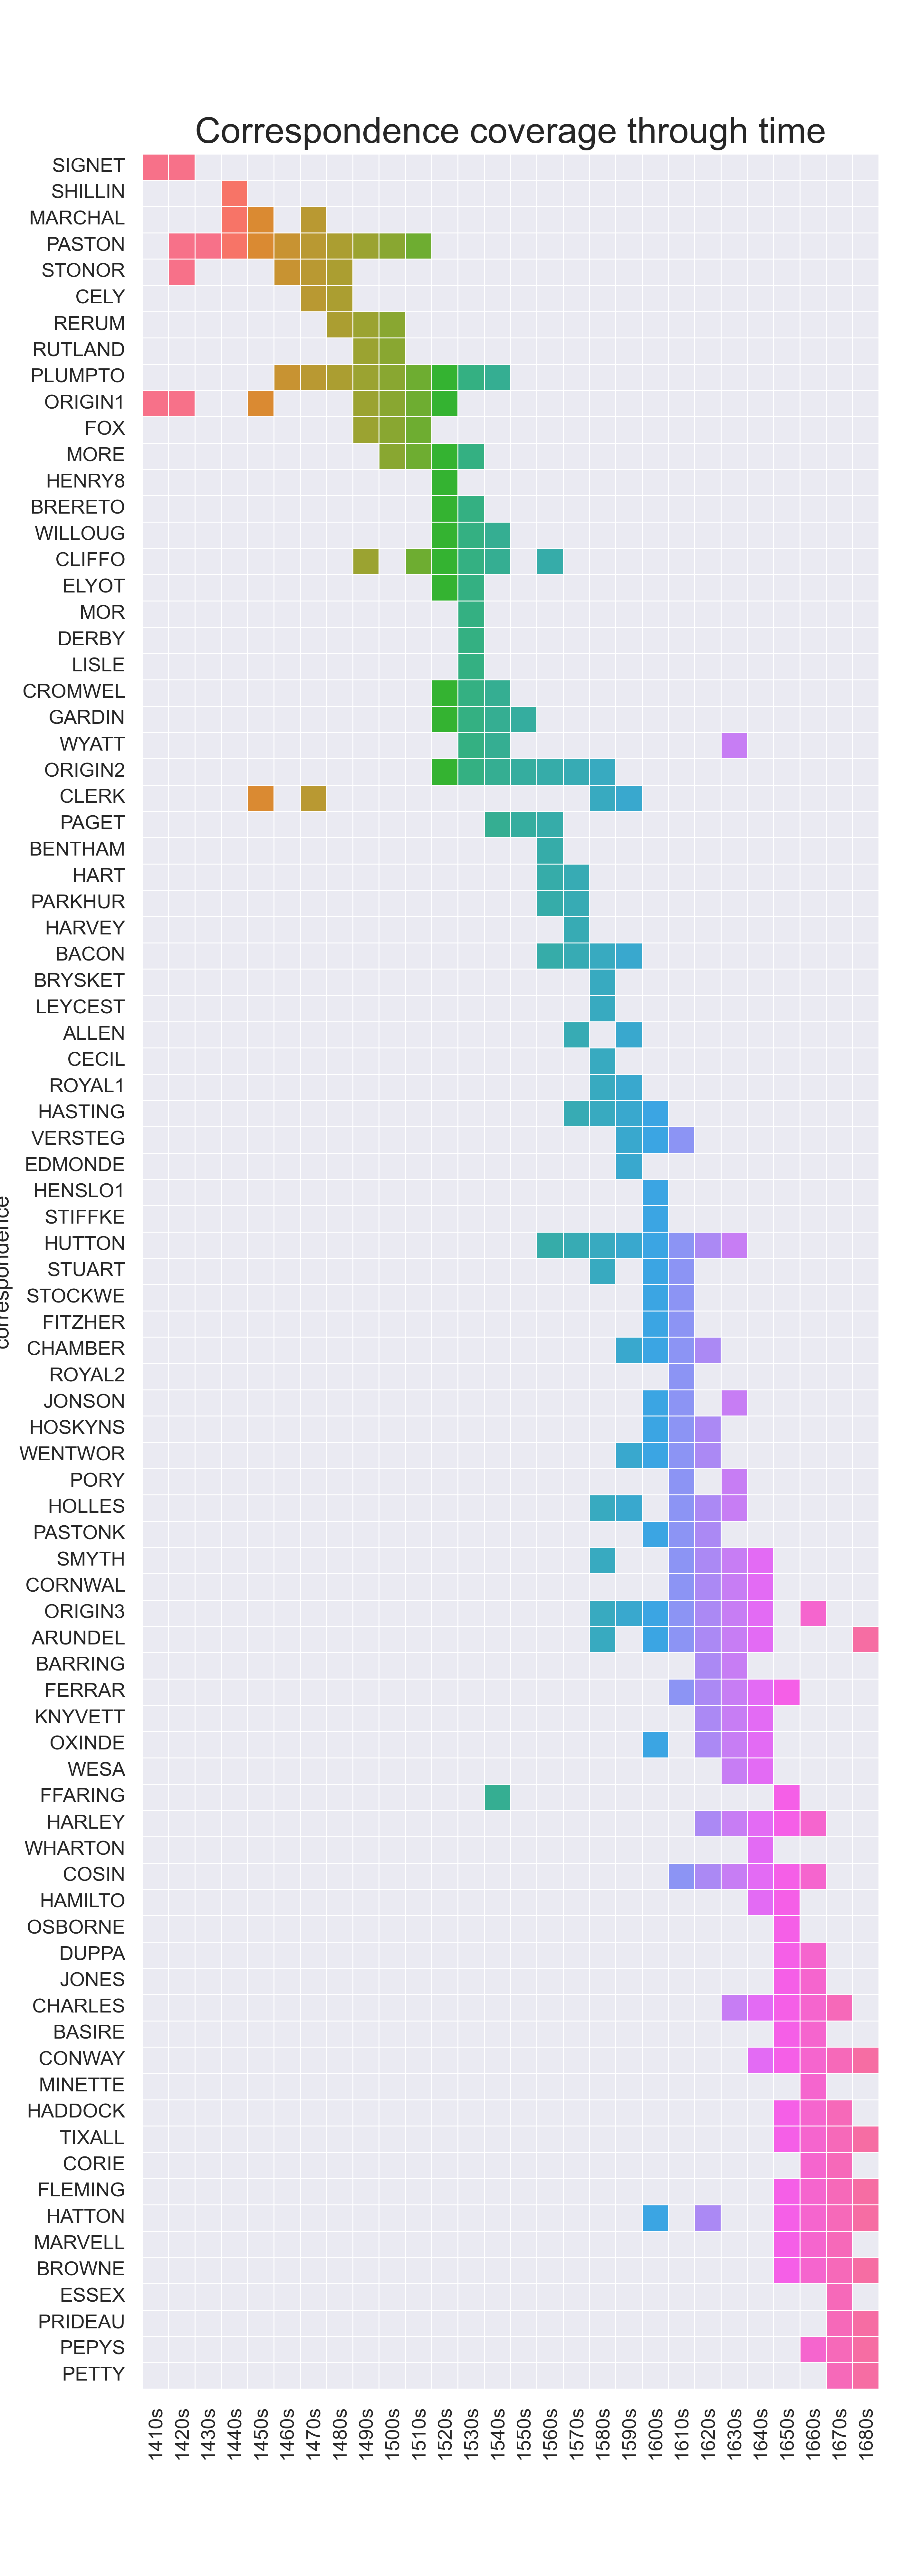 Correspondence coverage through time
SIGNET
SHILLIN
MARCHAL
PASTON
STONOR
CELY
RERUM
RUTLAND
PLUMPTO
ORIGIN1
FOX
MORE
HENRY8
BRERETO
WILLOUG
CLIFFO
ELYOT
MOR
DERBY
LISLE
CROMWEL
GARDIN
WYATT
ORIGIN2
CLERK
PAGET
BENTHAM
HART
PARKHUR
HARVEY
BACON
BRYSKET
LEYCEST
ALLEN
CECIL
ROYAL1
HASTING
VERSTEG
EDMONDE
HENSLO1
STIFFKE
HUTTON
STUART
STOCKWE
FITZHER
CHAMBER
ROYAL2
JONSON
HOSKYNS
WENTWOR
PORY
HOLLES
PASTONK
SMYTH
CORNWAL
ORIGIN3
ARUNDEL
BARRING
FERRAR
KNYVETT
OXINDE
WESA
FFARING
HARLEY
WHARTON
COSIN
HAMILTO
OSBORNE
DUPPA
JONES
CHARLES
BASIRE
CONWAY
MINETTE
HADDOCK
TIXALL
CORIE
FLEMING
HATTON
MARVELL
BROWNE
ESSEX
PRIDEAU
PEPYS
PETTY
correspondence
1410s
1420s
1430s
1440s
1450s
1460s
1470s
1480s
1490s
1500s
1510s
1520s
1530s
1540s
1550s
1560s
1570s
1580s
1590s
1600s
1610s
1620s
1630s
1640s
1650s
1660s
1670s
1680s